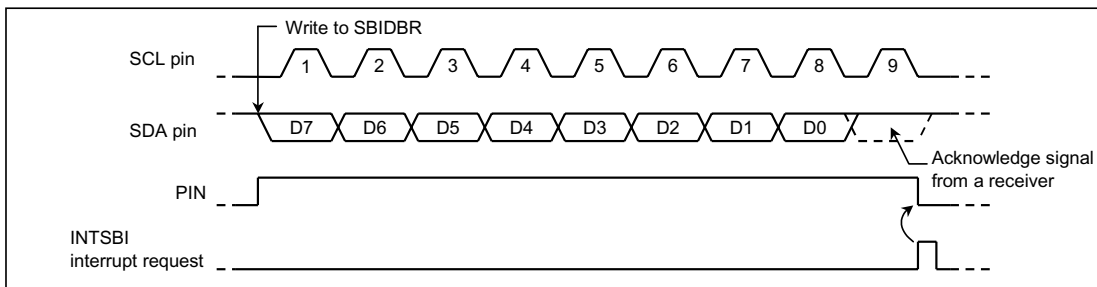 Write to SBIDBR
SCL pin
1 2 3 4 5 6 7 8 9
SDA pin
D7 D6 D5 D4 D3 D2 D1 D0
Acknowledge signal
from a receiver
PIN
INTSBI
interrupt request